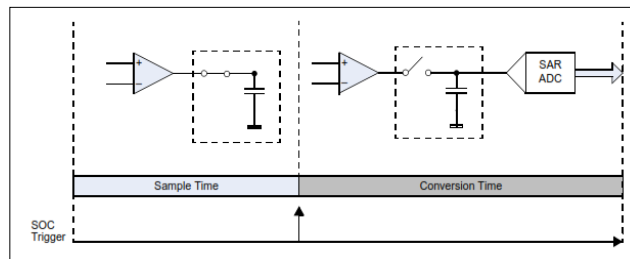 +
−
+
−
SAR
ADC
Sample Time
Conversion Time
SOC
Trigger